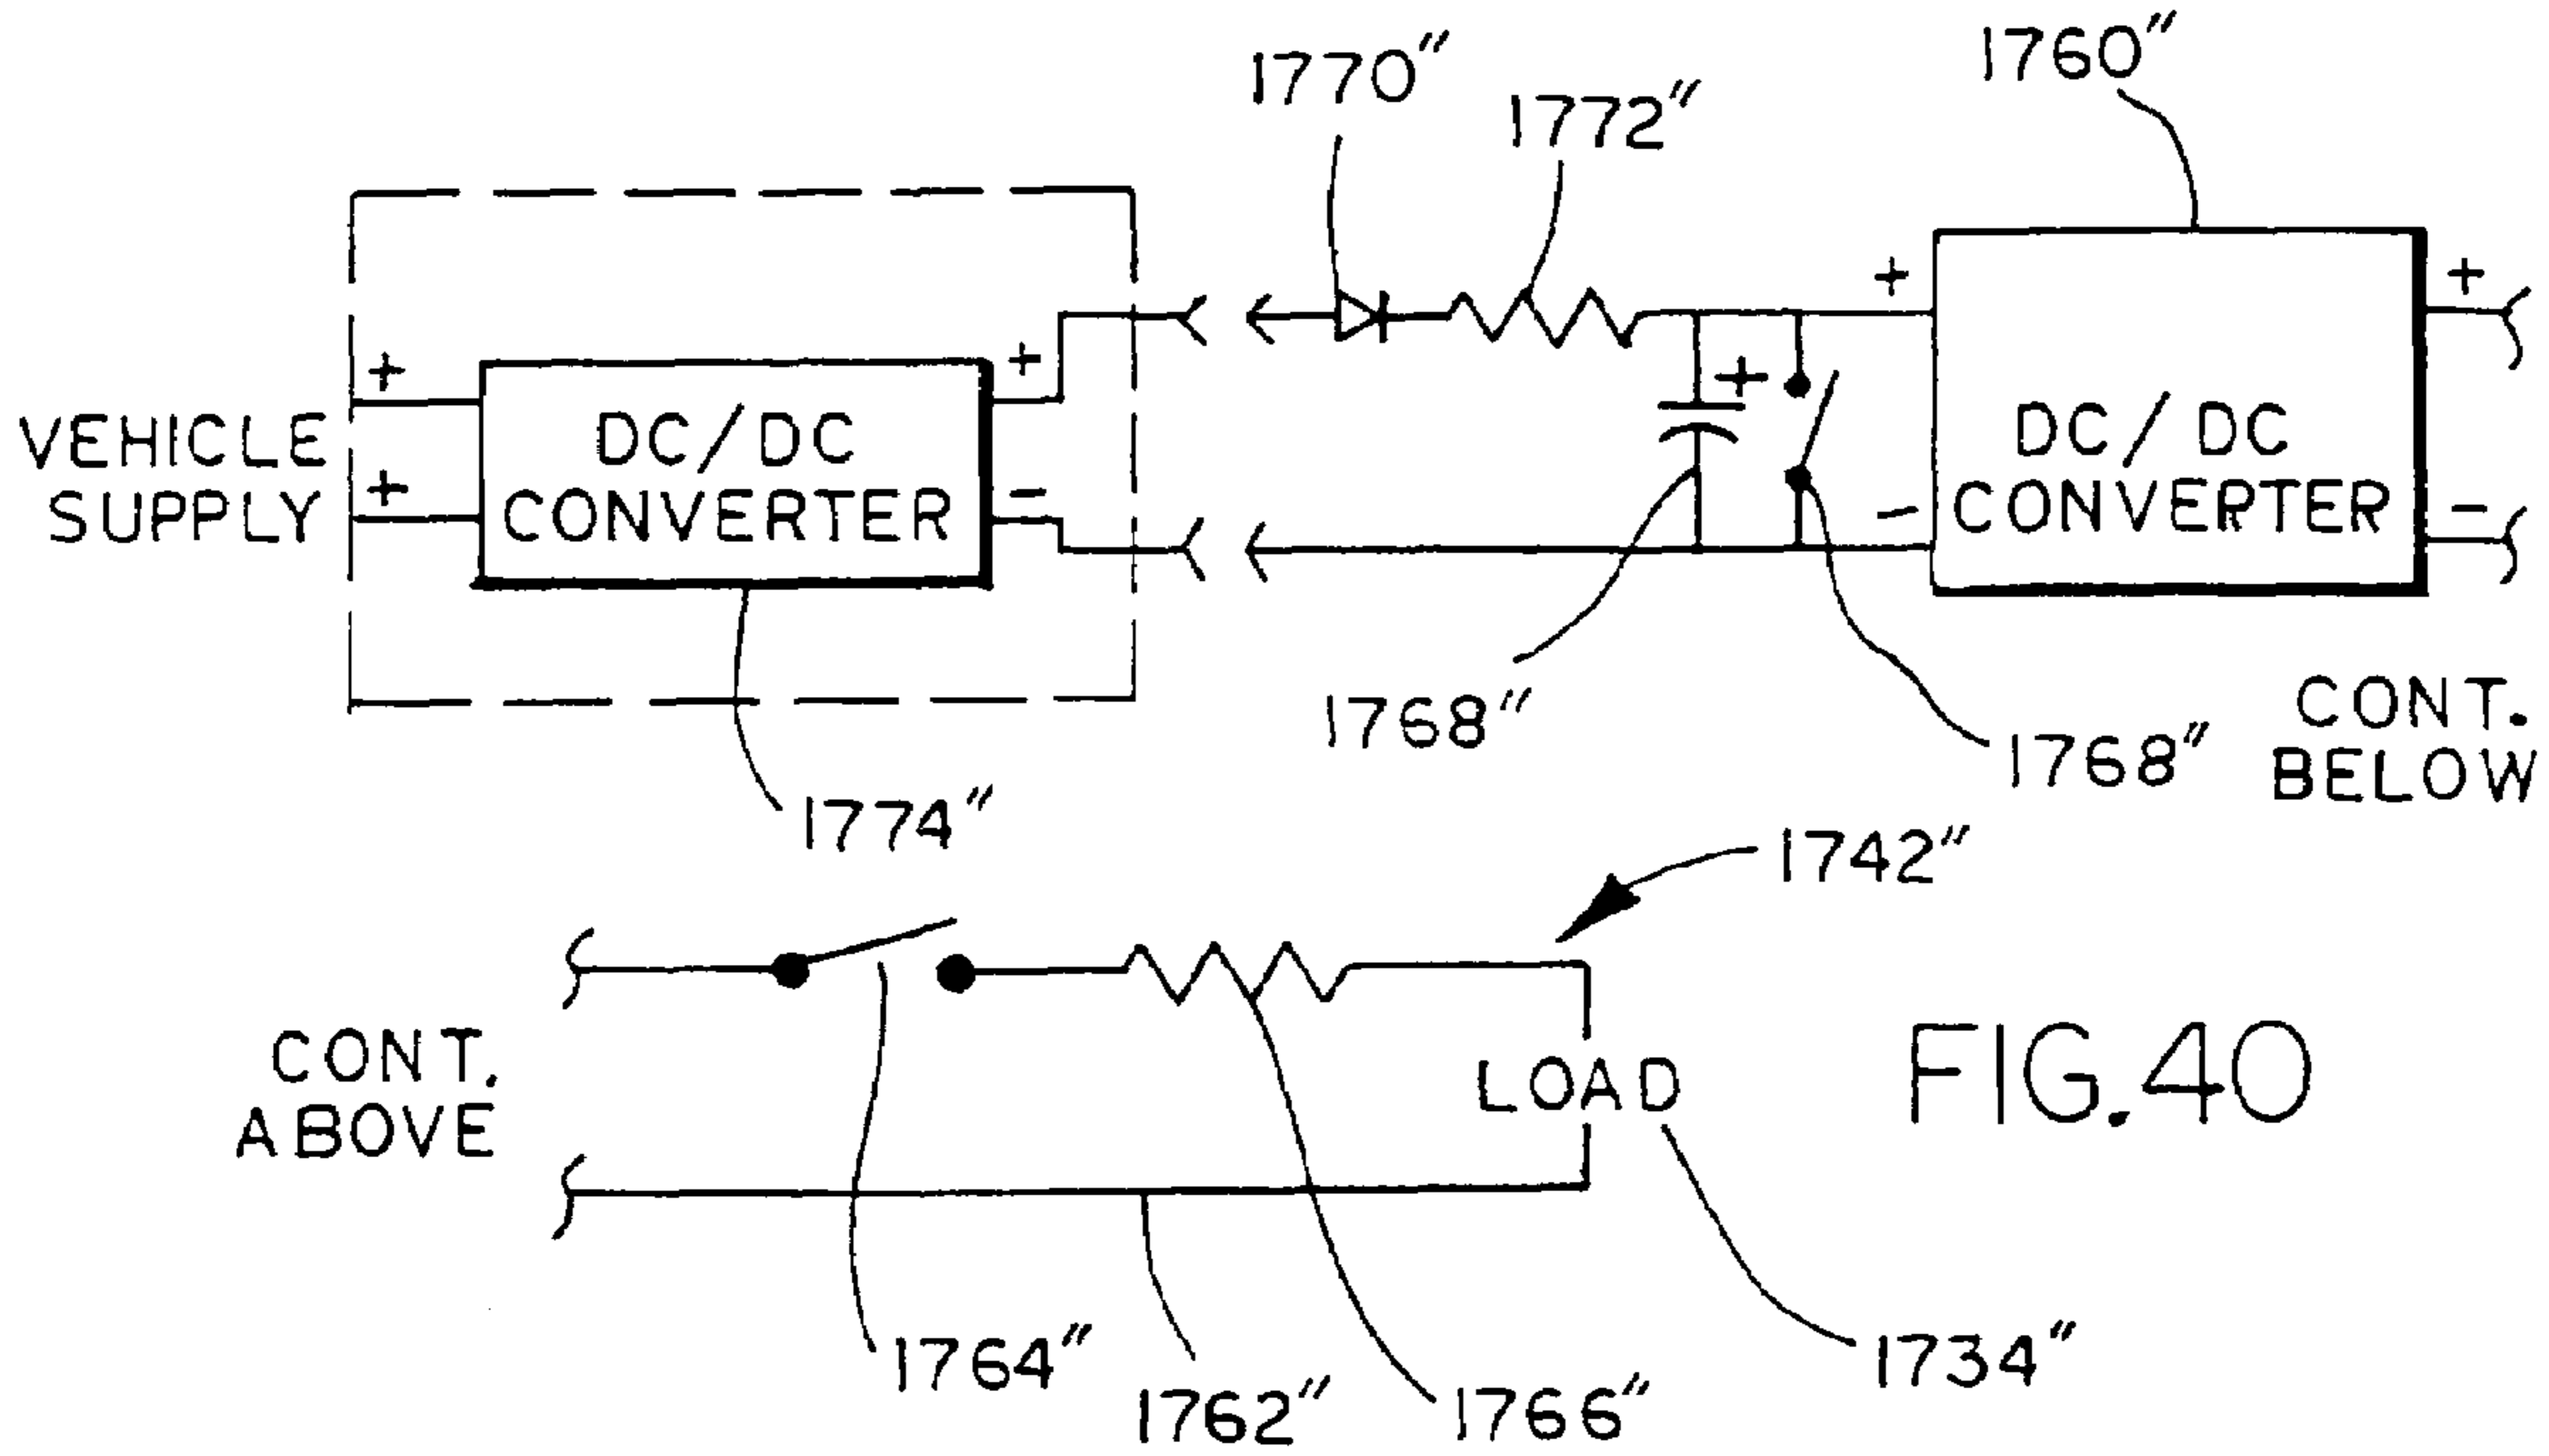 1760"
1770"
1772"
+
+
+
+
VEHICLE
SUPPLY
+
+
-
DC/DC
CONVERTER
DC/DC
CONVERTER
-
-
1768"
1768"
CONT.
BELOW
1774"
1742"
CONT.
ABOVE
LOAD
FIG.40
1764"
1762"
1766"
1734"